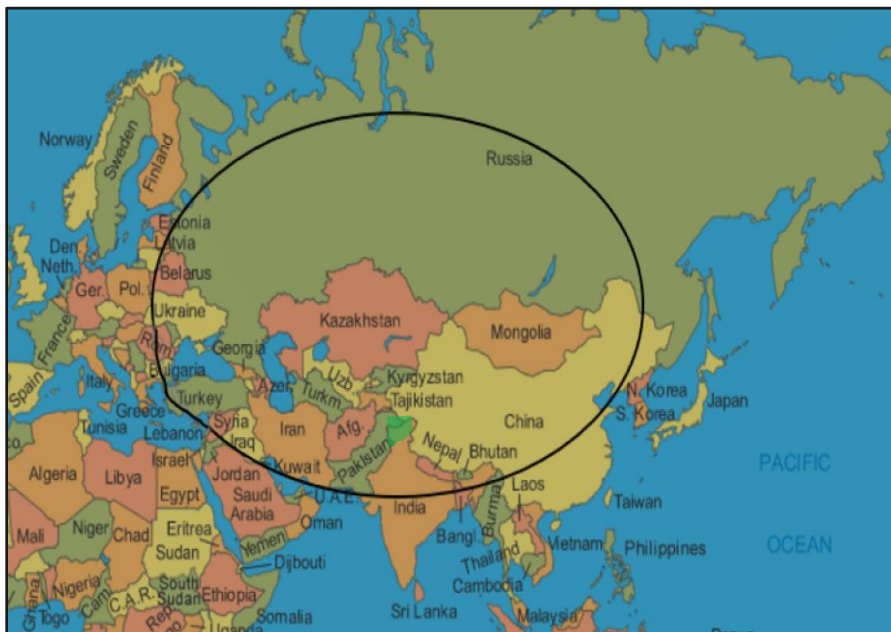 Russia
Norway
Sweden
Finland
Estonia
Latvia
Den.
Neth.
Belarus
Ger.
Pol.
Ukraine
Kazakhstan
Mongolia
France
Rom.
Georgia
Bulgaria
Spain
Italy
Azer.
Uzb.
Turkm.
Kyrgyzstan
Tajikistan
Greece
Turkey
N. Korea
S. Korea
Japan
China
Tunisia
Lebanon
Syria
Iraq
Iran
Afg.
Israel
Nepal
Bhutan
Pakistan
Kuwait
Jordan
Algeria
Libya
Egypt
Saudi
Arabia
U.A.E.
Oman
India
Bangl.
Burma
Laos
Taiwan
PACIFIC
OCEAN
Mali
Niger
Chad
Eritrea
Sudan
Yemen
Djibouti
Thailand
Vietnam
Philippines
Cambodia
Nigeria
Cam.
C.A.R.
South
Sudan
Ethiopia
Somalia
Sri Lanka
Malaysia
Ghana
Togo
Uganda